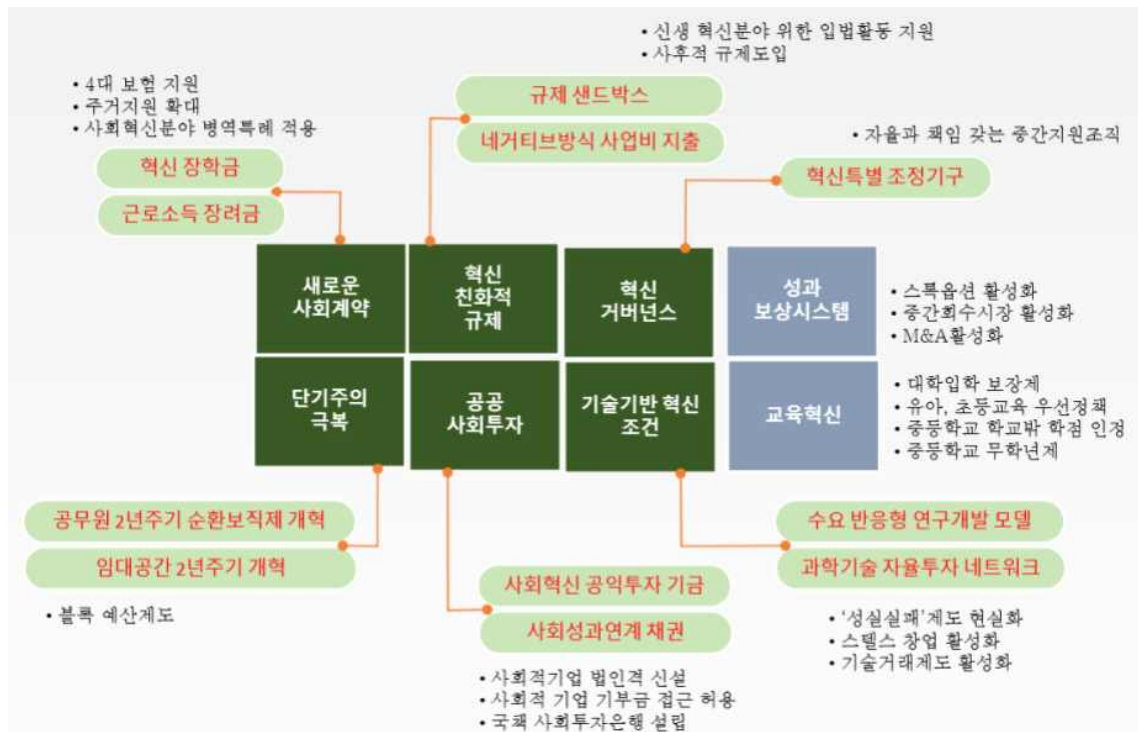 • 신생 혁신분야 위한 입법활동 지원
• 사후적 규제도입
• 4대 보험 지원
• 주거지원 확대
• 사회혁신분야 병역특례 적용
규제 샌드박스
네거티브방식 사업비 지출
• 자율과 책임 갖는 중간지원조직
혁신 장학금
근로소득 장려금
혁신특별 조정기구
새로운
사회계약
혁신
친화적
규제
혁신
거버넌스
성과
보상시스템
• 스톡옵션 활성화
• 중간회수시장 활성화
• M&A활성화
단기주의
극복
공공
사회투자
기술기반 혁신
조건
교육혁신
• 대학입학 보장제
• 유아, 초등교육 우선정책
• 중등학교 학교밖 학점 인정
• 중등학교 무학년제
공무원 2년주기 순환보직제 개혁
임대공간 2년주기 개혁
• 블록 예산제도
사회혁신 공익투자 기금
사회성과연계 채권
• 사회적기업 법인격 신설
• 사회적 기업 기부금 접근 허용
• 국책 사회투자은행 설립
수요 반응형 연구개발 모델
과학기술 자율투자 네트워크
• ‘성실실패’제도 현실화
• 스텔스 창업 활성화
• 기술거래제도 활성화